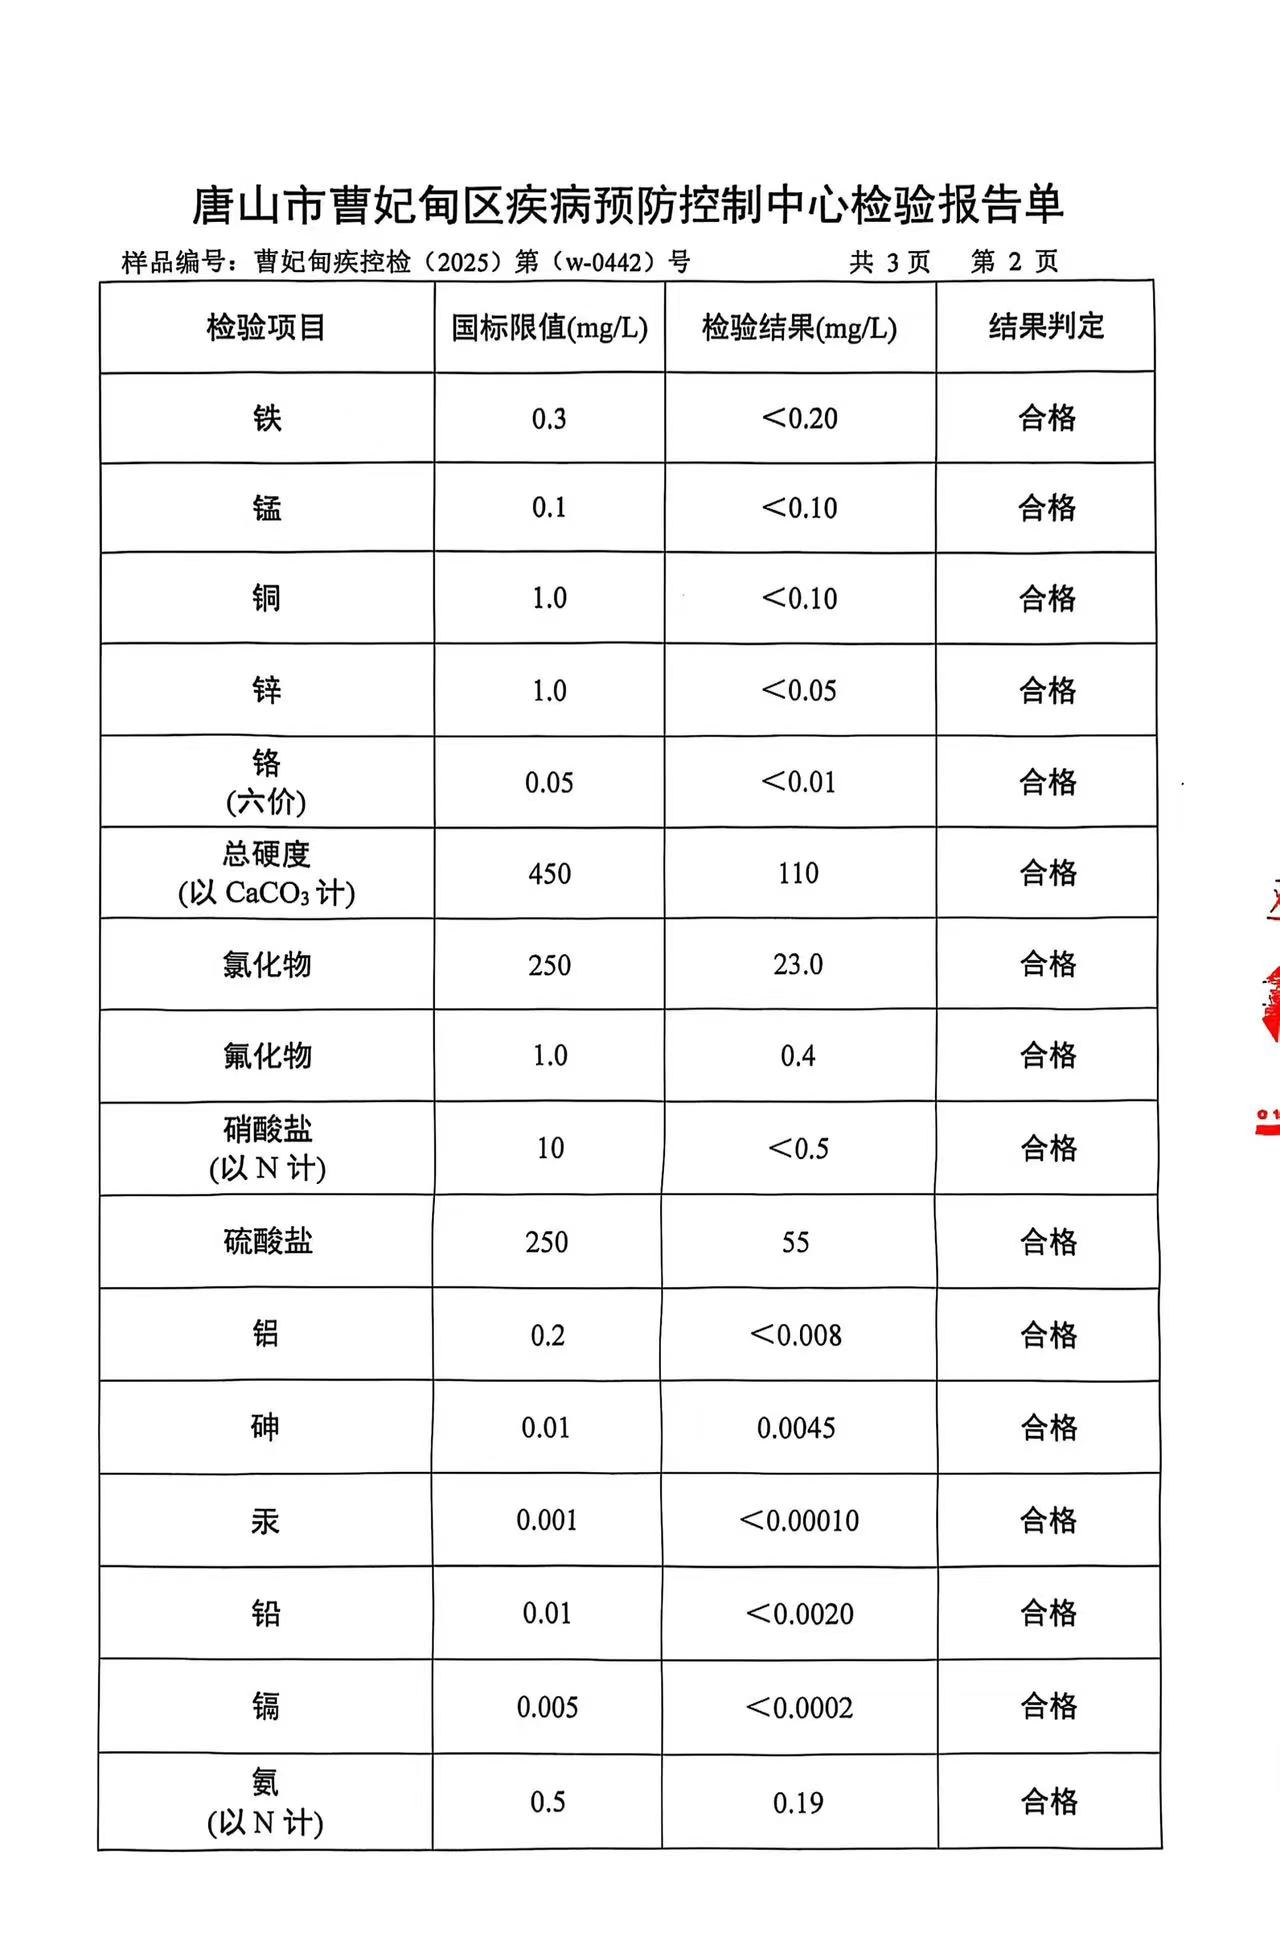 唐山市曹妃甸区疾病预防控制中心检验报告单
样品编号：曹妃甸疾控检（2025）第（w-0442）号 共 3 页 第 2 页
检验项目 国标限值(mg/L) 检验结果(mg/L) 结果判定
铁 0.3 <0.20 合格
锰 0.1 <0.10 合格
铜 1.0 <0.10 合格
锌 1.0 <0.05 合格
铬
(六价) 0.05 <0.01 合格
总硬度
(以 CaCO₃ 计) 450 110 合格
氯化物 250 23.0 合格
氟化物 1.0 0.4 合格
硝酸盐
(以 N 计) 10 <0.5 合格
硫酸盐 250 55 合格
铝 0.2 <0.008 合格
砷 0.01 0.0045 合格
汞 0.001 <0.00010 合格
铅 0.01 <0.0020 合格
镉 0.005 <0.0002 合格
氨
(以 N 计) 0.5 0.19 合格